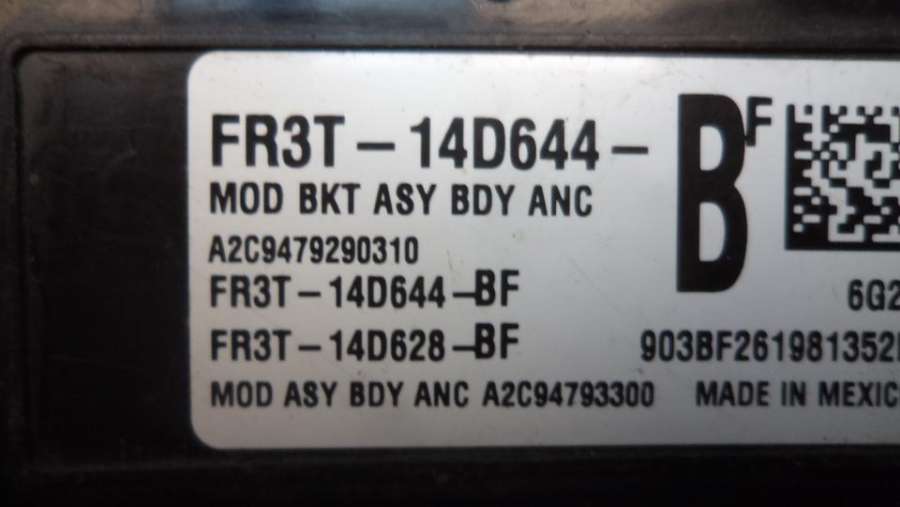 FR3T-14D644-BF
MOD BKT ASY BDY ANC
A2C9479290310
FR3T-14D644-BF
6G2
FR3T-14D628-BF
903BF261981352
MOD ASY BDY ANC A2C94793300
MADE IN MEXIC